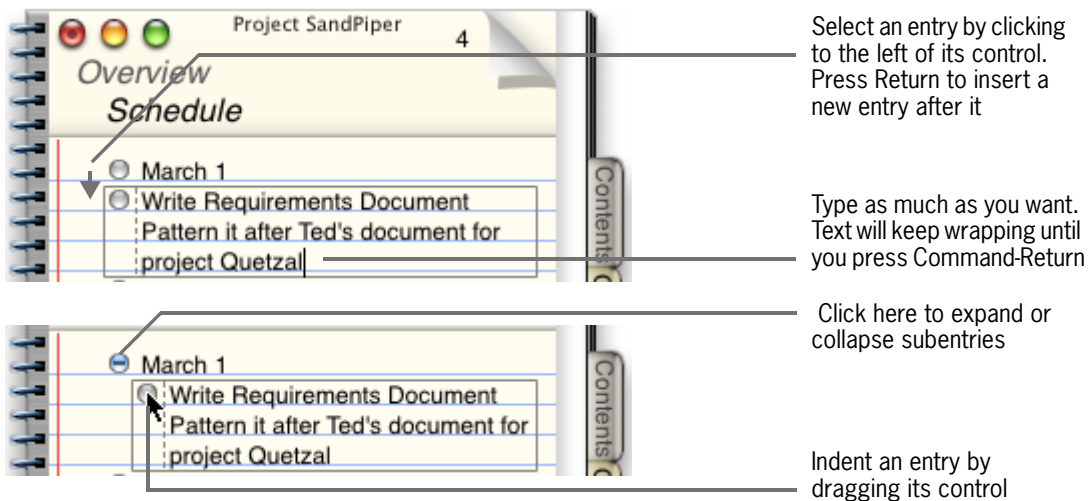 Project SandPiper
4
Overview
Schedule
March 1
Write Requirements Document
Pattern it after Ted's document for
project Quetzal
Contents
Select an entry by clicking
to the left of its control.
Press Return to insert a
new entry after it
Type as much as you want.
Text will keep wrapping until
you press Command-Return
March 1
Write Requirements Document
Pattern it after Ted's document for
project Quetzal
Contents
Click here to expand or
collapse subentries
Indent an entry by
dragging its control